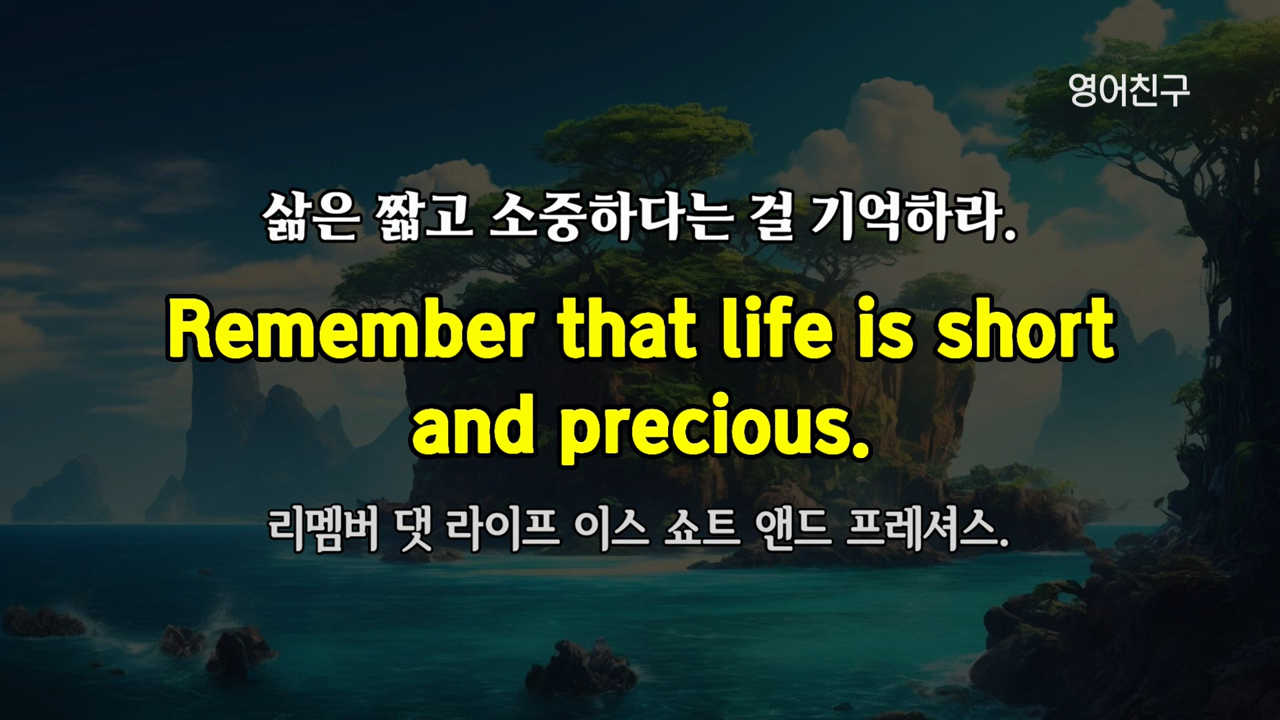 영어친구
삶은 짧고 소중하다는 걸 기억하라.
Remember that life is short
and precious.
리멤버 댓 라이프 이스 쇼트 앤드 프레셔스.